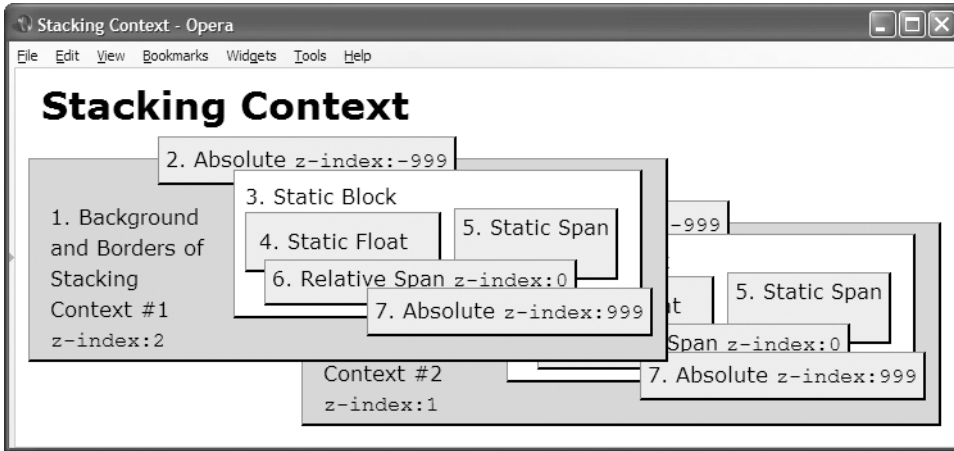 Stacking Context - Opera
File Edit View Bookmarks Widgets Tools Help
Stacking Context
2. Absolute z-index:-999
3. Static Block
1. Background
and Borders of
Stacking
Context #1
z-index:2
4. Static Float
5. Static Span
6. Relative Span z-index:0
7. Absolute z-index:999
-999
5. Static Span
Span z-index:0
7. Absolute z-index:999
Context #2
z-index:1